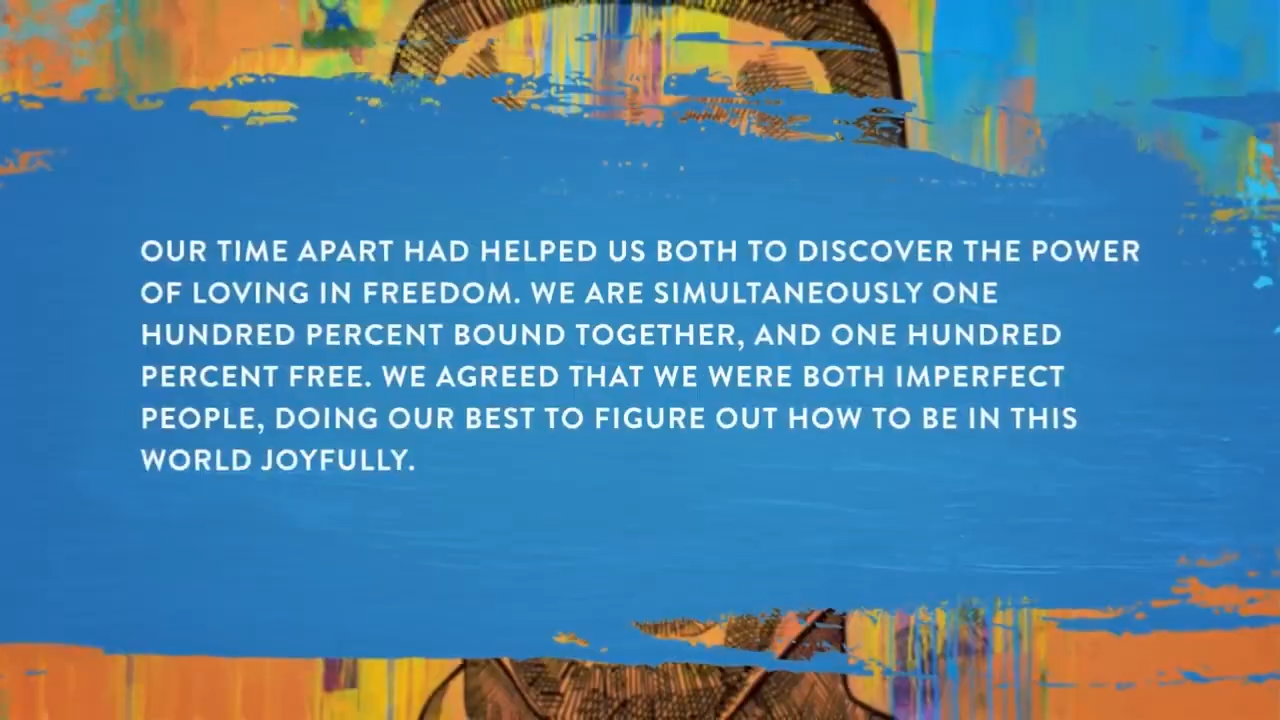 OUR TIME APART HAD HELPED US BOTH TO DISCOVER THE POWER
OF LOVING IN FREEDOM. WE ARE SIMULTANEOUSLY ONE
HUNDRED PERCENT BOUND TOGETHER, AND ONE HUNDRED
PERCENT FREE. WE AGREED THAT WE WERE BOTH IMPERFECT
PEOPLE, DOING OUR BEST TO FIGURE OUT HOW TO BE IN THIS
WORLD JOYFULLY.